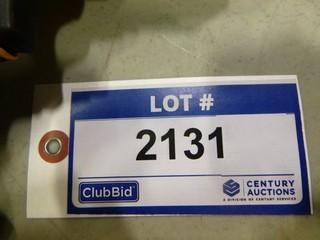 LOT #
2131
ClubBid
CENTURY
AUCTIONS
A DIVISION OF CENTURY SERVICES